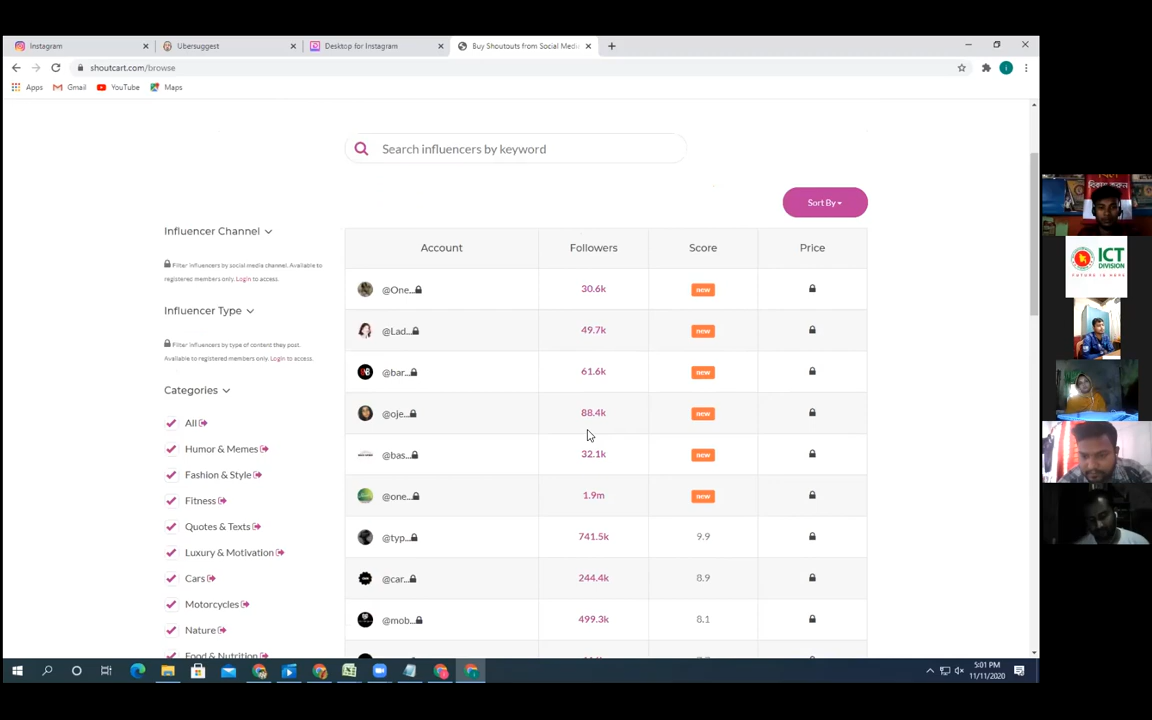 Instagram
Ubersuggest
Desktop for Instagram
Buy Shoutouts from Social Medi
shoutcart.com/browse
Apps
Gmail
YouTube
Maps
Search influencers by keyword
Sort By
Influencer Channel
Filter influencers by social media channel. Available to
registered members only. Login to access.
Influencer Type
Filter influencers by type of content they post.
Available to registered members only. Login to access.
Categories
All
Humor & Memes
Fashion & Style
Fitness
Quotes & Texts
Luxury & Motivation
Cars
Motorcycles
Nature
Food & Nutrition
Account Followers Score Price
@One... 30.6k new
@Lad... 49.7k new
@bar... 61.6k new
@oje... 88.4k new
@bas... 32.1k new
@one... 1.9m new
@typ... 741.5k 9.9
@car... 244.4k 8.9
@mob... 499.3k 8.1
5:01 PM
11/11/2020
ICT
DIVISION
FUTURE IS HERE